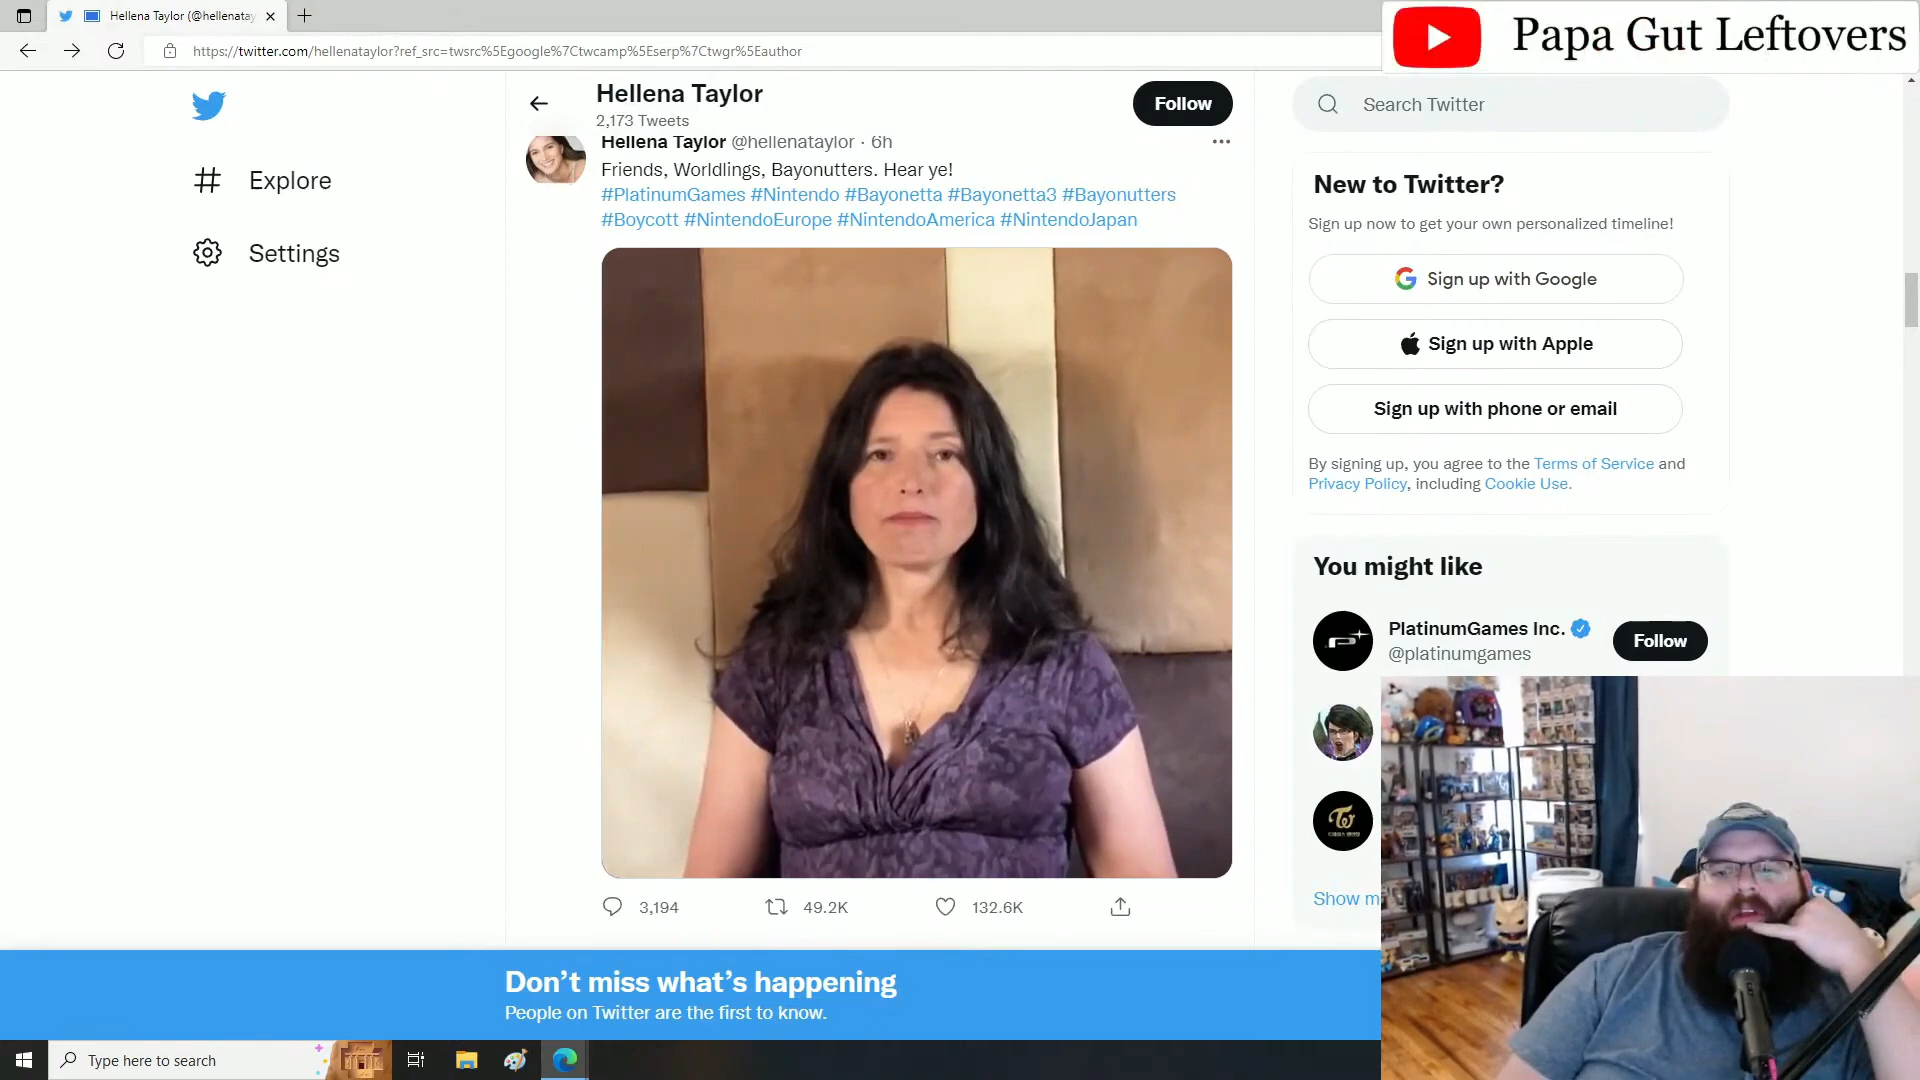 Hellena Taylor (@hellenatay
https://twitter.com/hellenataylor?ref_src=twsrc%5Egoogle%7Ctwcamp%5Eserp%7Ctwgr%5Eauthor
Papa Gut Leftovers
Explore
Settings
Hellena Taylor
2,173 Tweets
Follow
Hellena Taylor @hellenataylor · 6h
Friends, Worldlings, Bayonutters. Hear ye!
#PlatinumGames #Nintendo #Bayonetta #Bayonetta3 #Bayonutters
#Boycott #NintendoEurope #NintendoAmerica #NintendoJapan
3,194
49.2K
132.6K
Search Twitter
New to Twitter?
Sign up now to get your own personalized timeline!
Sign up with Google
Sign up with Apple
Sign up with phone or email
By signing up, you agree to the Terms of Service and
Privacy Policy, including Cookie Use.
You might like
PlatinumGames Inc.
@platinumgames
Follow
Show m
Don't miss what's happening
People on Twitter are the first to know.
Type here to search